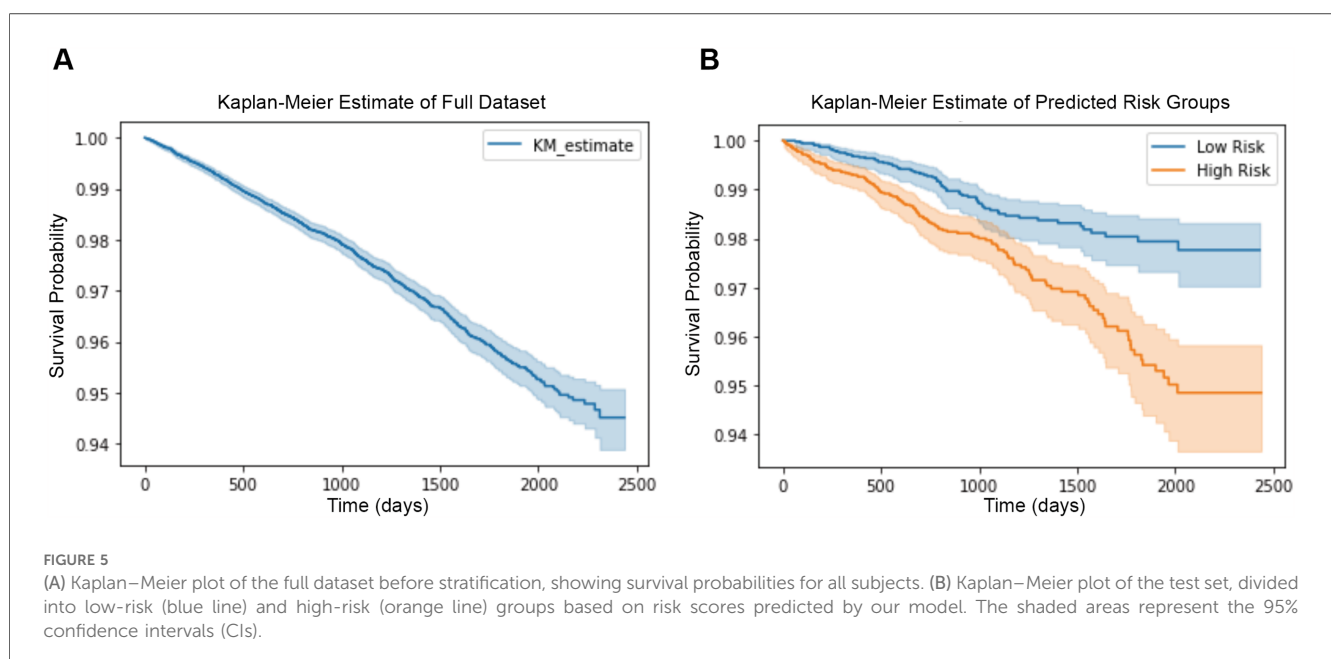 A
B
Kaplan-Meier Estimate of Full Dataset
Kaplan-Meier Estimate of Predicted Risk Groups
KM_estimate
Low Risk
High Risk
Survival Probability
1.00
0.99
0.98
0.97
0.96
0.95
0.94
0
500
1000
1500
2000
2500
Time (days)
Survival Probability
1.00
0.99
0.98
0.97
0.96
0.95
0.94
0
500
1000
1500
2000
2500
Time (days)
FIGURE 5
(A) Kaplan–Meier plot of the full dataset before stratification, showing survival probabilities for all subjects. (B) Kaplan–Meier plot of the test set, divided
into low-risk (blue line) and high-risk (orange line) groups based on risk scores predicted by our model. The shaded areas represent the 95%
confidence intervals (CIs).